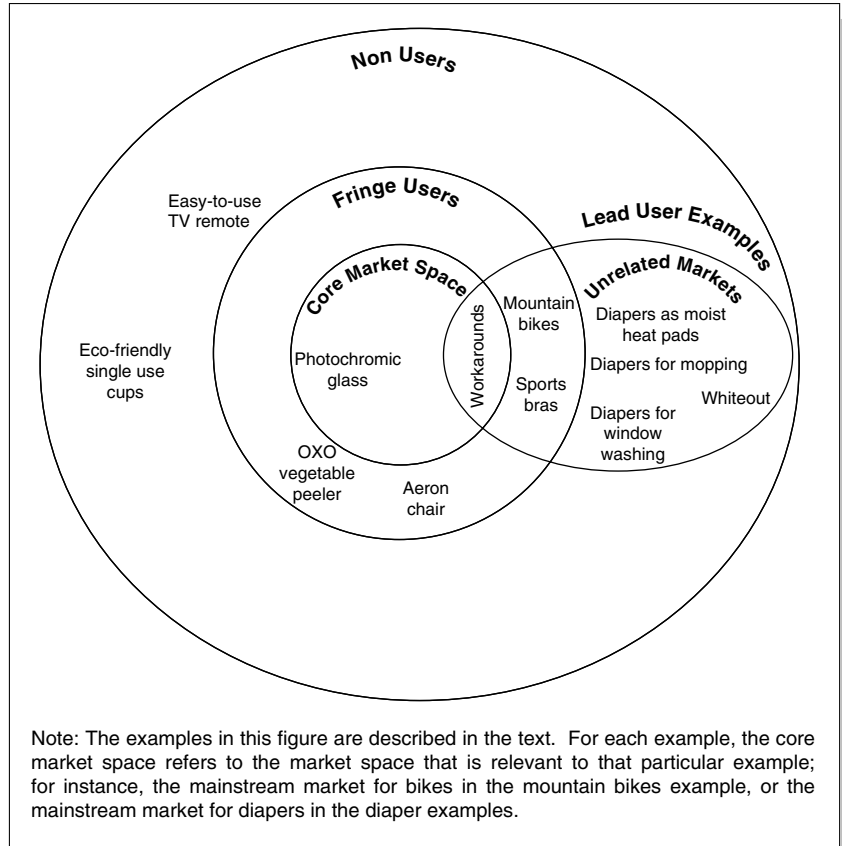 Non Users
Easy-to-use
TV remote
Fringe Users
Lead User Examples
Core Market Space
Unrelated Markets
Workarounds
Mountain
bikes
Diapers as moist
heat pads
Eco-friendly
single use
cups
Photochromic
glass
Diapers for mopping
Sports
bras
Whiteout
Diapers for
window
washing
OXO
vegetable
peeler
Aeron
chair
Note: The examples in this figure are described in the text. For each example, the core
market space refers to the market space that is relevant to that particular example;
for instance, the mainstream market for bikes in the mountain bikes example, or the
mainstream market for diapers in the diaper examples.